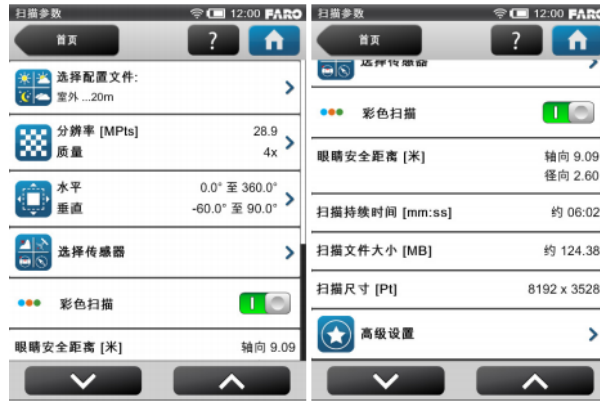 扫描参数
12:00 FARO
首页
?
选择配置文件:
室外 ...20m
分辨率 [MPts]
28.9
质量
4x
水平
0.0° 至 360.0°
垂直
-60.0° 至 90.0°
选择传感器
彩色扫描
眼睛安全距离 [米]
轴向 9.09
扫描参数
12:00 FARO
首页
?
选择传感器
彩色扫描
眼睛安全距离 [米]
轴向 9.09
径向 2.60
扫描持续时间 [mm:ss]
约 06:02
扫描文件大小 [MB]
约 124.38
扫描尺寸 [Pt]
8192 x 3528
高级设置